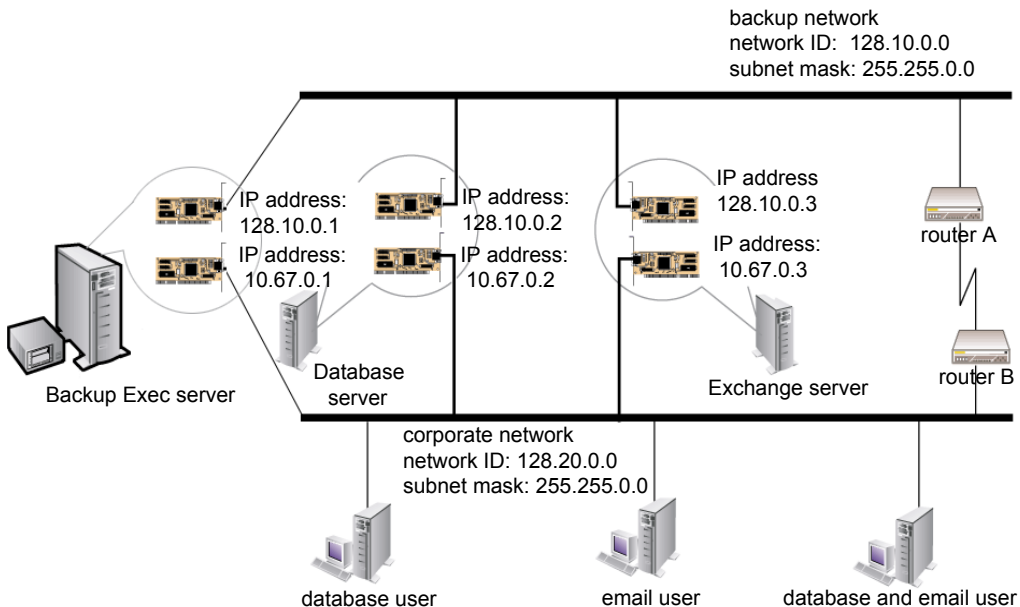 backup network
network ID: 128.10.0.0
subnet mask: 255.255.0.0
IP address:
128.10.0.1
IP address:
10.67.0.1
IP address:
128.10.0.2
IP address:
10.67.0.2
IP address
128.10.0.3
IP address:
10.67.0.3
router A
router B
Backup Exec server
Database
server
Exchange server
corporate network
network ID: 128.20.0.0
subnet mask: 255.255.0.0
database user
email user
database and email user